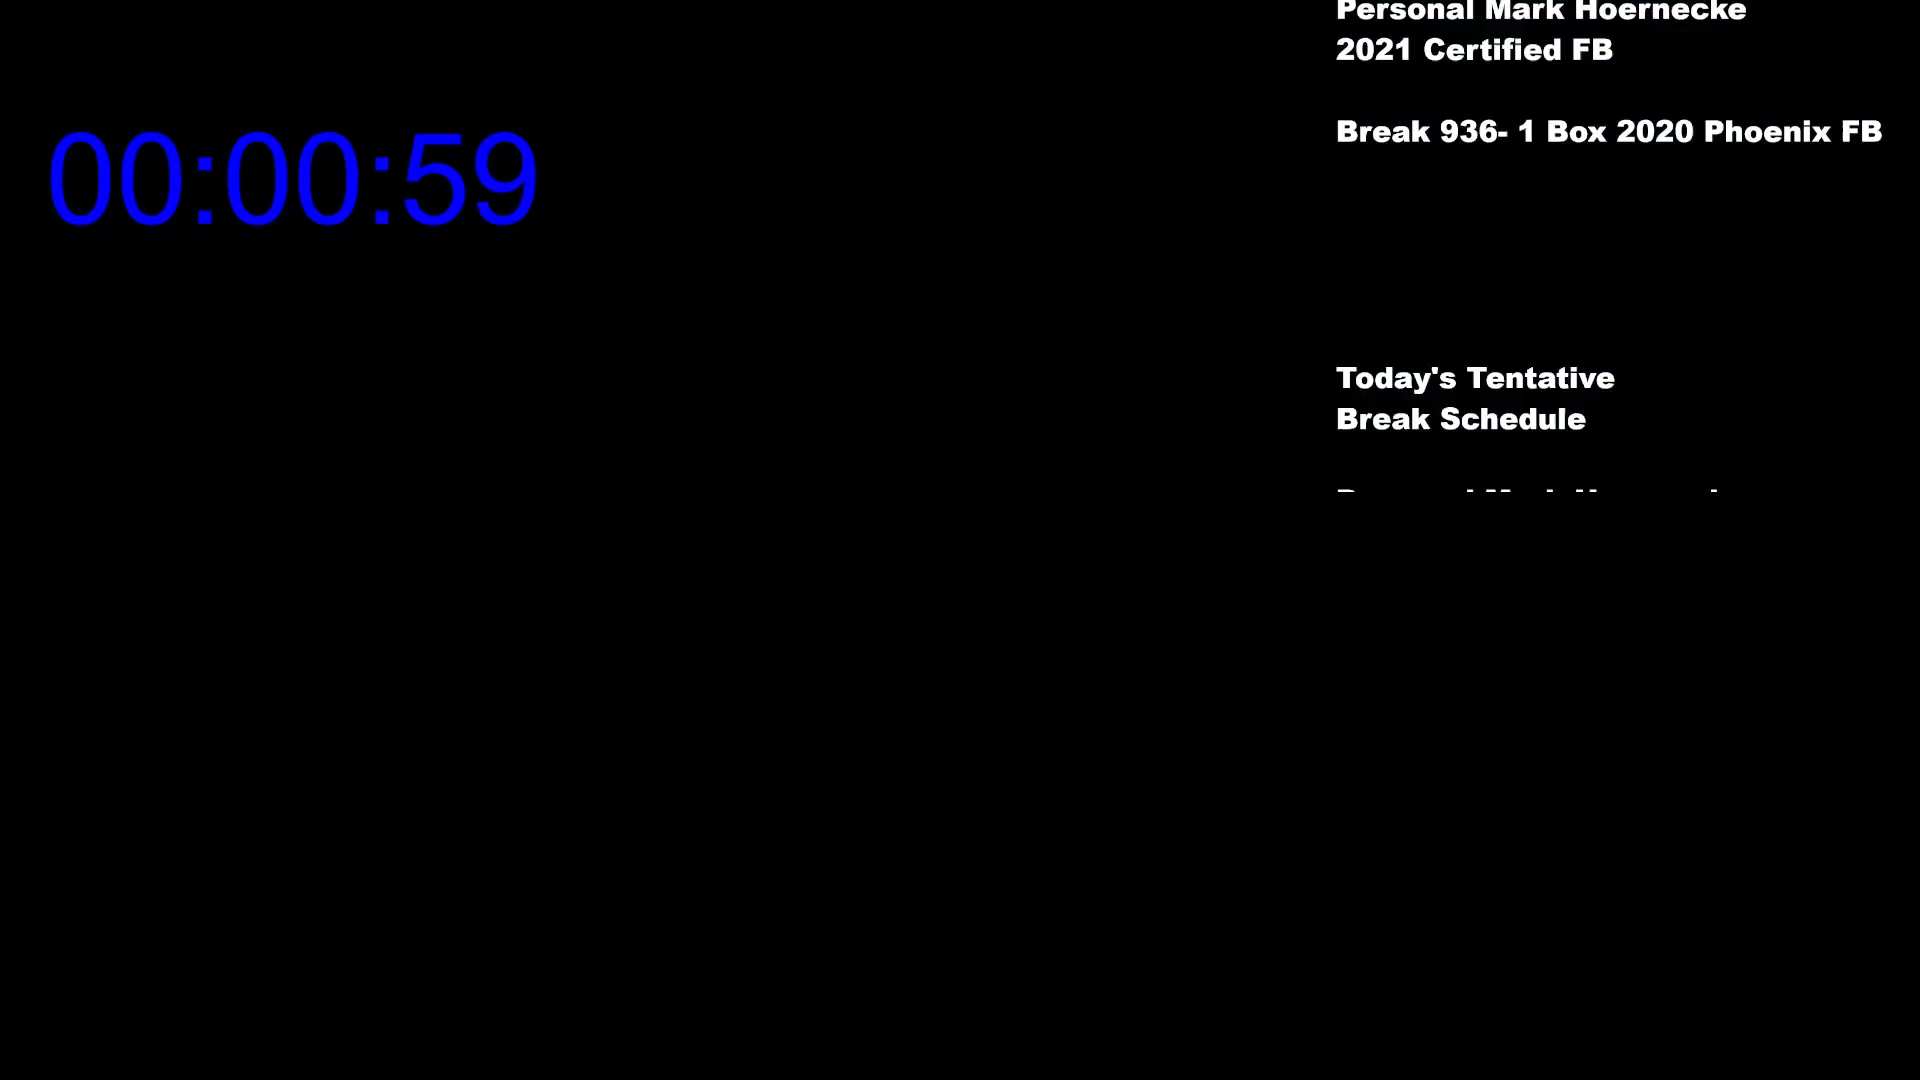 Personal Mark Hoernecke
2021 Certified FB
Break 936- 1 Box 2020 Phoenix FB
00:00:59
Today's Tentative
Break Schedule